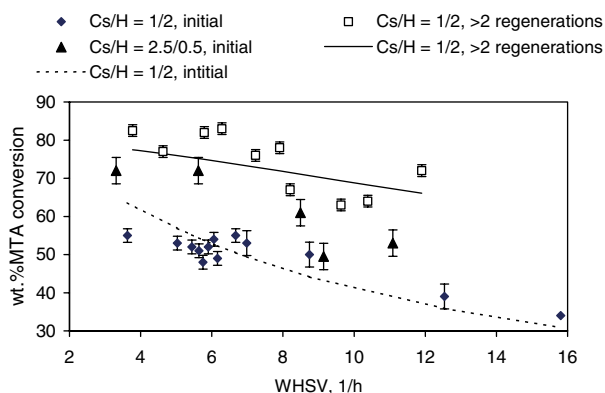 Cs/H = 1/2, initial
Cs/H = 1/2, >2 regenerations
Cs/H = 2.5/0.5, initial
Cs/H = 1/2, >2 regenerations
Cs/H = 1/2, intitial
90
80
70
60
50
40
30
wt.%MTA conversion
2
4
6
8
10
12
14
16
WHSV, 1/h